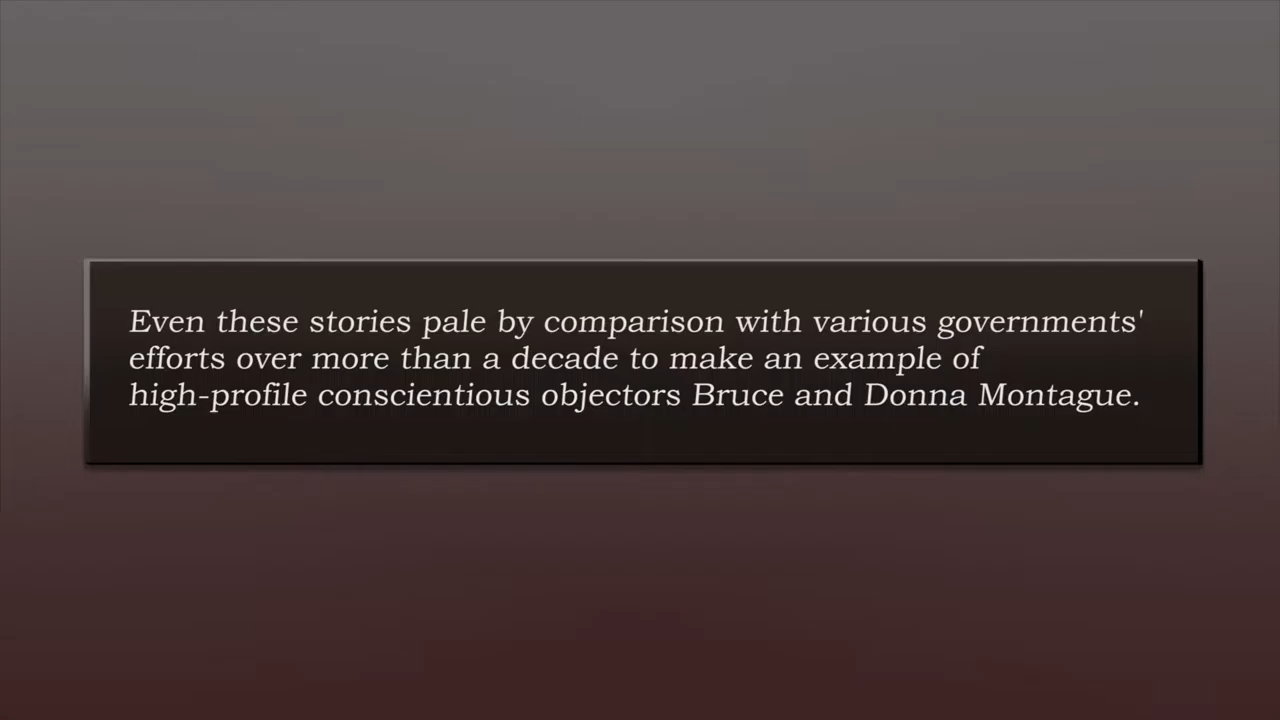 Even these stories pale by comparison with various governments'
efforts over more than a decade to make an example of
high-profile conscientious objectors Bruce and Donna Montague.